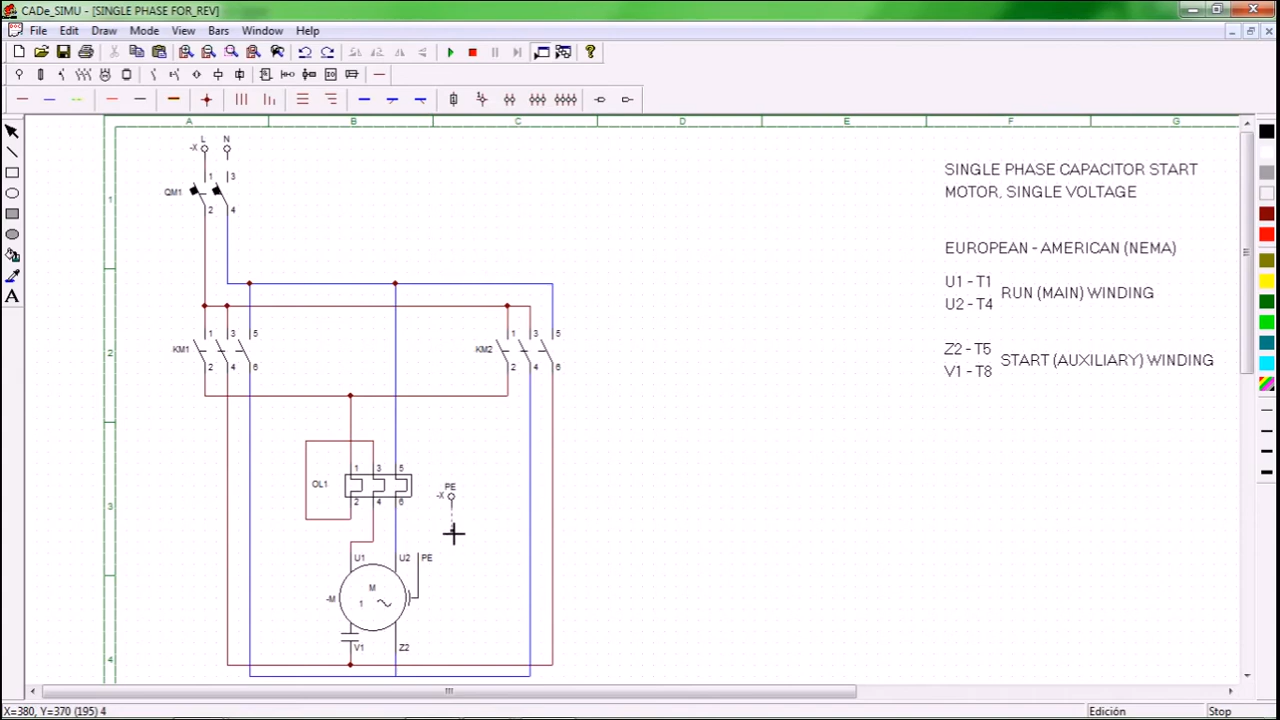 CADe_SIMU - [SINGLE PHASE FOR_REV]
File Edit Draw Mode View Bars Window Help
A B C D E F G
L N
-X
1 3
QM1
1
2 4
1 3 5 1 3 5
KM1 KM2
2
2 4 6 2 4 6
1 3 5
OL1
PE
-X
2 4 6
3
U1 U2 PE
M
-M
1
V1 Z2
4
SINGLE PHASE CAPACITOR START
MOTOR, SINGLE VOLTAGE
EUROPEAN - AMERICAN (NEMA)
U1 - T1
U2 - T4
RUN (MAIN) WINDING
Z2 - T5
V1 - T8
START (AUXILIARY) WINDING
X=380, Y=370 (195) 4 Edición Stop